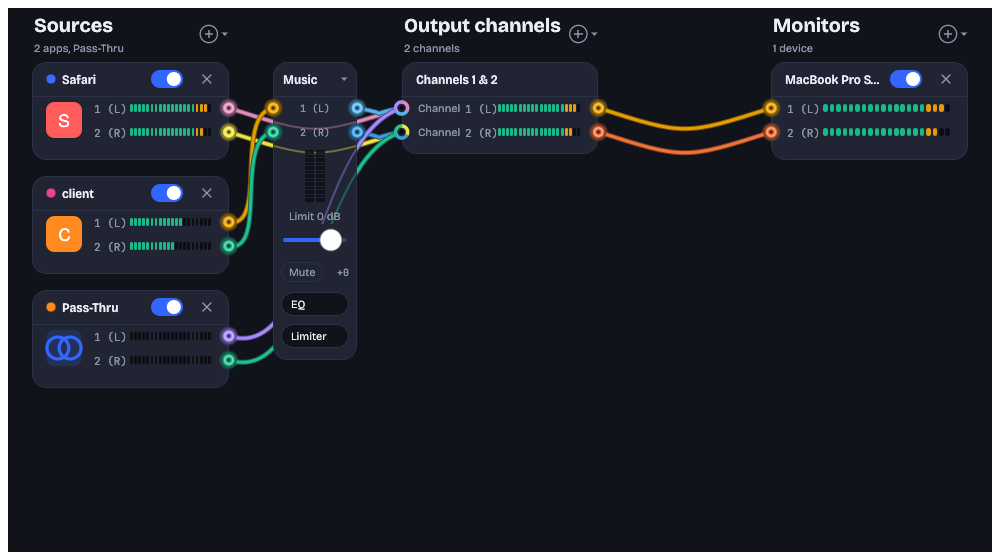 Sources
2 apps, Pass-Thru
Output channels
2 channels
Monitors
1 device
Safari
S
1 (L)
2 (R)
client
C
1 (L)
2 (R)
Pass-Thru
1 (L)
2 (R)
Music
1 (L)
2 (R)
Limit 0 dB
Mute +0
EQ
Limiter
Channels 1 & 2
Channel 1 (L)
Channel 2 (R)
MacBook Pro S...
1 (L)
2 (R)